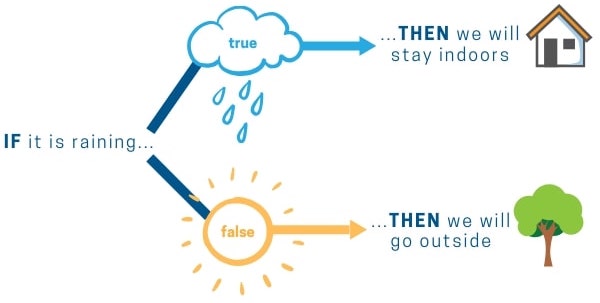 true
...THEN we will
stay indoors
IF it is raining...
false
...THEN we will
go outside